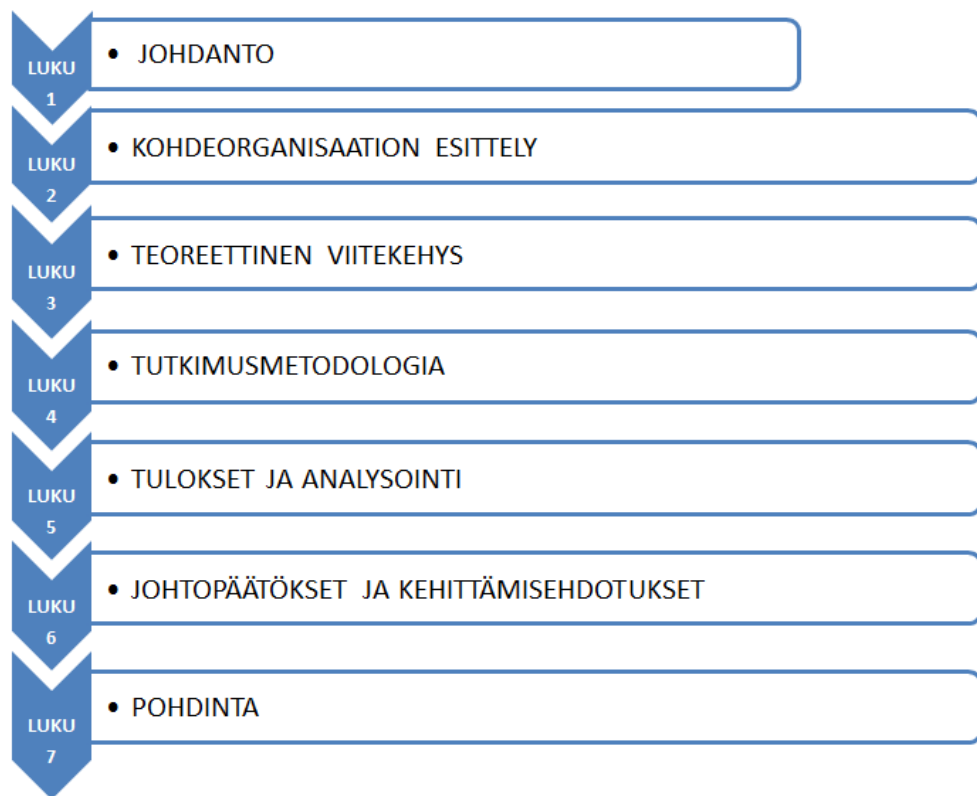 LUKU
1
• JOHDANTO
LUKU
2
• KOHDEORGANISAATION ESITTELY
LUKU
3
• TEOREETTINEN VIITEKEHYS
LUKU
4
• TUTKIMUSMETODOLOGIA
LUKU
5
• TULOKSET JA ANALYSOINTI
LUKU
6
• JOHTOPÄÄTÖKSET JA KEHITTÄMISEHDOTUKSET
LUKU
7
• POHDINTA